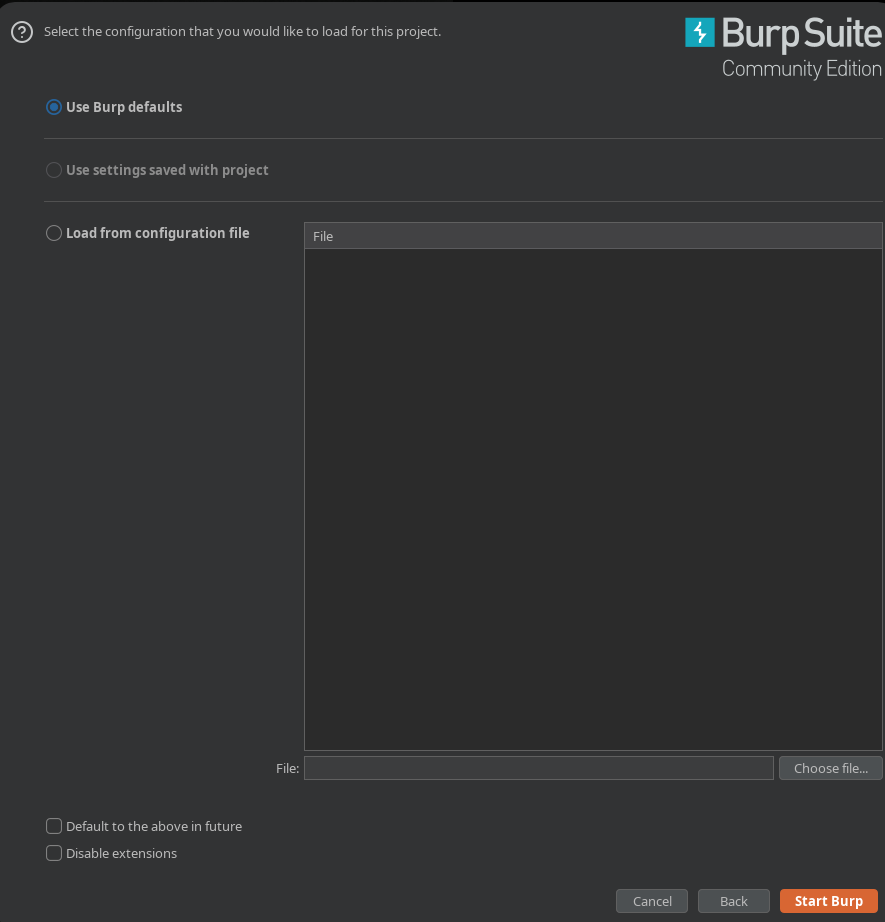 Select the configuration that you would like to load for this project.
Burp Suite
Community Edition
Use Burp defaults
Use settings saved with project
Load from configuration file
File
File:
Choose file...
Default to the above in future
Disable extensions
Cancel
Back
Start Burp